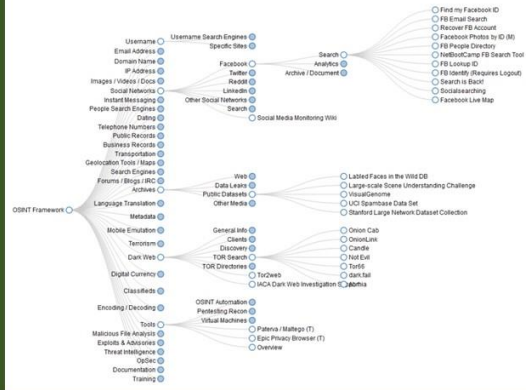 OSINT Framework
Username
Email Address
Domain Name
IP Address
Images / Videos / Docs
Social Networks
Instant Messaging
People Search Engines
Dating
Telephone Numbers
Public Records
Business Records
Transportation
Geolocation Tools / Maps
Search Engines
Forums / Blogs / IRC
Archives
Language Translation
Metadata
Mobile Emulation
Terrorism
Dark Web
Digital Currency
Classifieds
Encoding / Decoding
Tools
Malicious File Analysis
Exploits & Advisories
Threat Intelligence
OpSec
Documentation
Training
Username Search Engines
Specific Sites
Facebook
Twitter
Reddit
LinkedIn
Other Social Networks
Search
Social Media Monitoring Wiki
Search
Analytics
Archive / Document
Find my Facebook ID
FB Email Search
Recover FB Account
Facebook Photos by ID (M)
FB People Directory
NetBootCamp FB Search Tool
FB Lookup ID
FB Identify (Requires Logout)
Search is Back!
Socialsearching
Facebook Live Map
Web
Data Leaks
Public Datasets
Other Media
Labled Faces in the Wild DB
Large-scale Scene Understanding Challenge
VisualGenome
UCI Spambase Data Set
Stanford Large Network Dataset Collection
General Info
Clients
Discovery
TOR Search
TOR Directories
Tor2web
IACA Dark Web Investigation
Onion Cab
OnionLink
Candle
Not Evil
Tor66
dark.fail
OSINT Automation
Pentesting Recon
Virtual Machines
Paterva / Maltego (T)
Epic Privacy Browser (T)
Overview